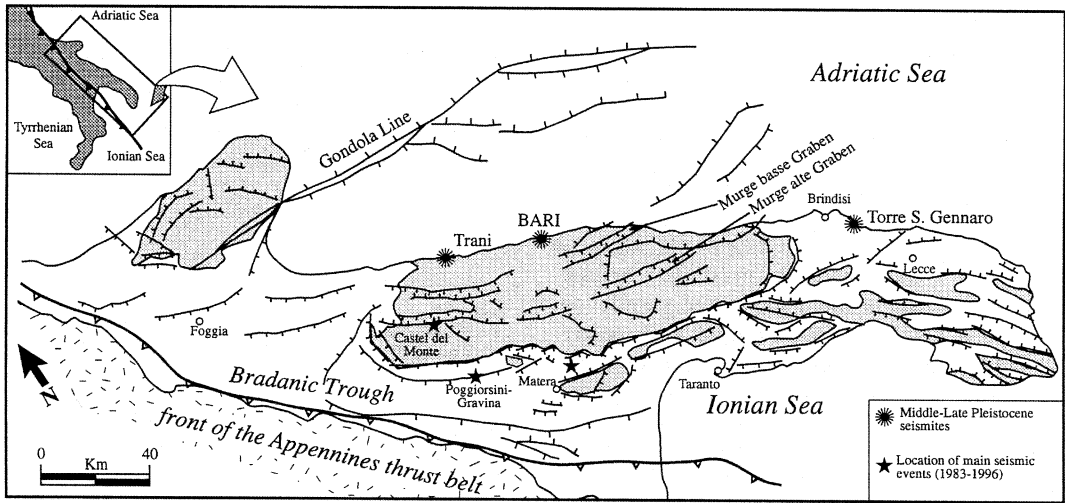 Adriatic Sea
Tyrrhenian
Sea
Ionian Sea
Adriatic Sea
Gondola Line
Murge basse Graben
Murge alte Graben
Brindisi
BARI
Torre S. Gennaro
Trani
Lecce
Foggia
Castel del
Monte
Bradanic Trough
Poggiorsini-
Gravina
Matera
Taranto
Ionian Sea
N
front of the Appennines thrust belt
0 Km 40
Middle-Late Pleistocene
seismites
Location of main seismic
events (1983-1996)